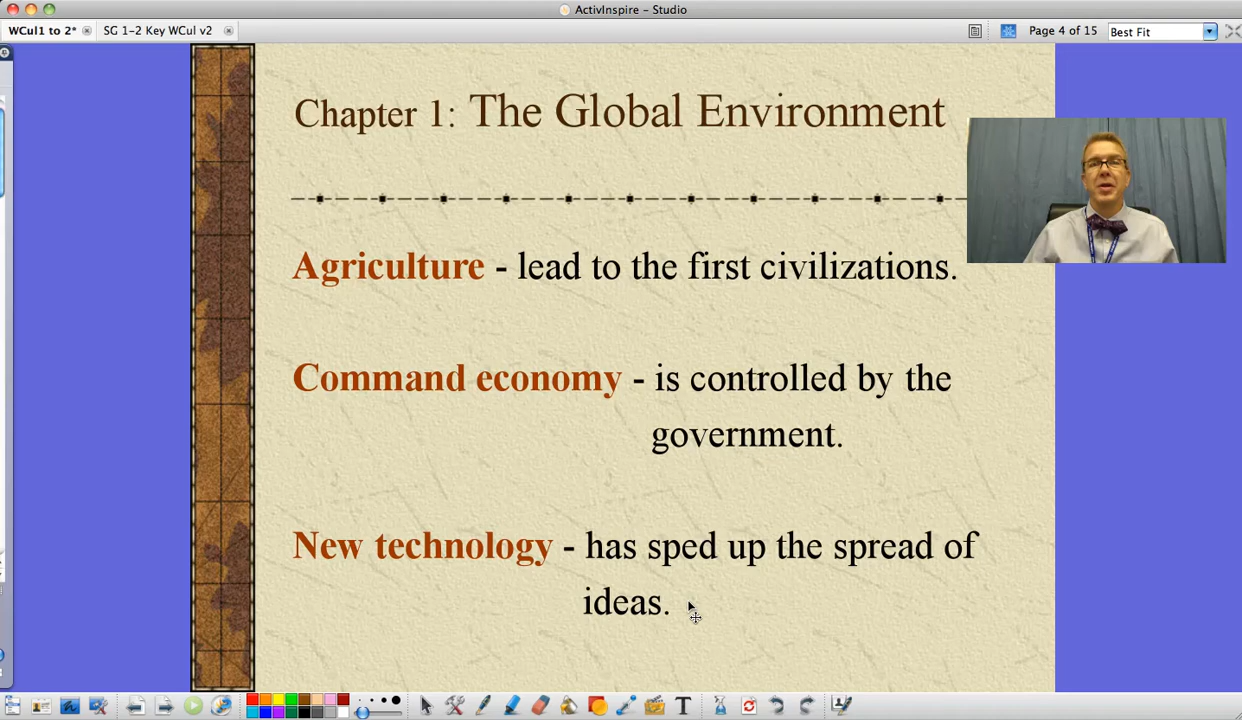 ActivInspire - Studio
WCul1 to 2*
SG 1-2 Key WCul v2
Page 4 of 15
Best Fit
Chapter 1: The Global Environment
Agriculture - lead to the first civilizations.
Command economy - is controlled by the
government.
New technology - has sped up the spread of
ideas.
T